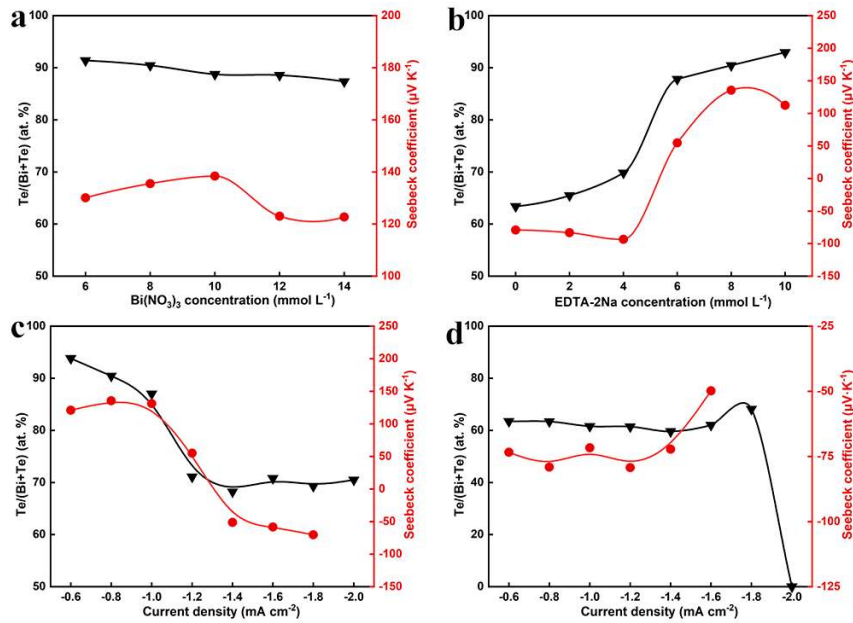 a
100
90
80
70
60
50
Te/(Bi+Te) (at. %)
200
180
160
140
120
100
Seebeck coefficient (μV K⁻¹)
6 8 10 12 14
Bi(NO₃)₃ concentration (mmol L⁻¹)
b
100
90
80
70
60
50
Te/(Bi+Te) (at. %)
250
200
150
100
50
0
-50
-100
-150
Seebeck coefficient (μV K⁻¹)
0 2 4 6 8 10
EDTA-2Na concentration (mmol L⁻¹)
c
100
90
80
70
60
50
Te/(Bi+Te) (at. %)
250
200
150
100
50
0
-50
-100
-150
Seebeck coefficient (μV K⁻¹)
-0.6 -0.8 -1.0 -1.2 -1.4 -1.6 -1.8 -2.0
Current density (mA cm⁻²)
d
100
80
60
40
20
0
Te/(Bi+Te) (at. %)
-25
-50
-75
-100
-125
Seebeck coefficient (μV·K⁻¹)
-0.6 -0.8 -1.0 -1.2 -1.4 -1.6 -1.8 -2.0
Current density (mA cm⁻²)